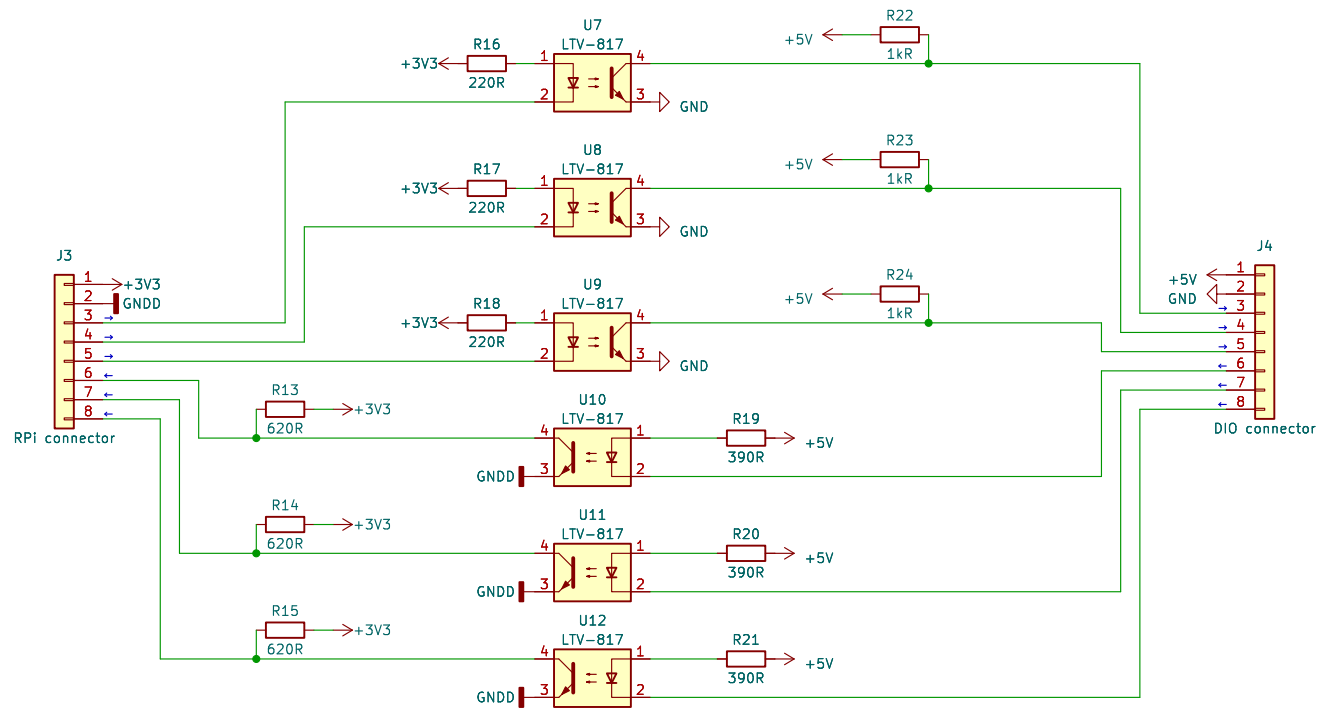 R22
+5V
1kR
U7
LTV-817
R16
+3V3
220R
1
2
4
3
GND
R23
+5V
1kR
U8
LTV-817
R17
+3V3
220R
1
2
4
3
GND
J3
1
2
3
4
5
6
7
8
+3V3
GNDD
RPi connector
R24
+5V
1kR
U9
LTV-817
R18
+3V3
220R
1
2
4
3
GND
J4
1
2
3
4
5
6
7
8
+5V
GND
DIO connector
R13
+3V3
620R
U10
LTV-817
4
3
1
2
GNDD
R19
+5V
390R
R14
+3V3
620R
U11
LTV-817
4
3
1
2
GNDD
R20
+5V
390R
R15
+3V3
620R
U12
LTV-817
4
3
1
2
GNDD
R21
+5V
390R